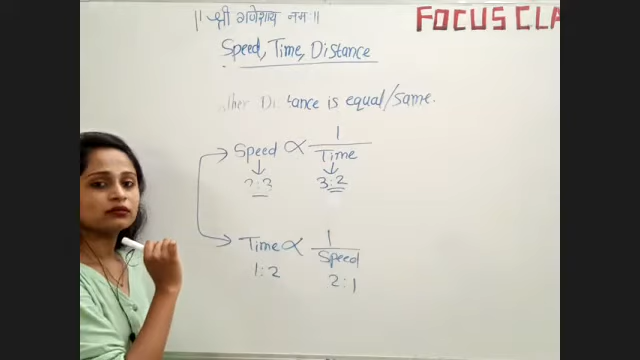 ॥ श्री गणेशाय नमः ॥
FOCUS CLA
Speed, Time, Distance
is equal/same.
Speed ∝ 1/Time
2:3 3:2
Time ∝ 1/Speed
1:2 2:1